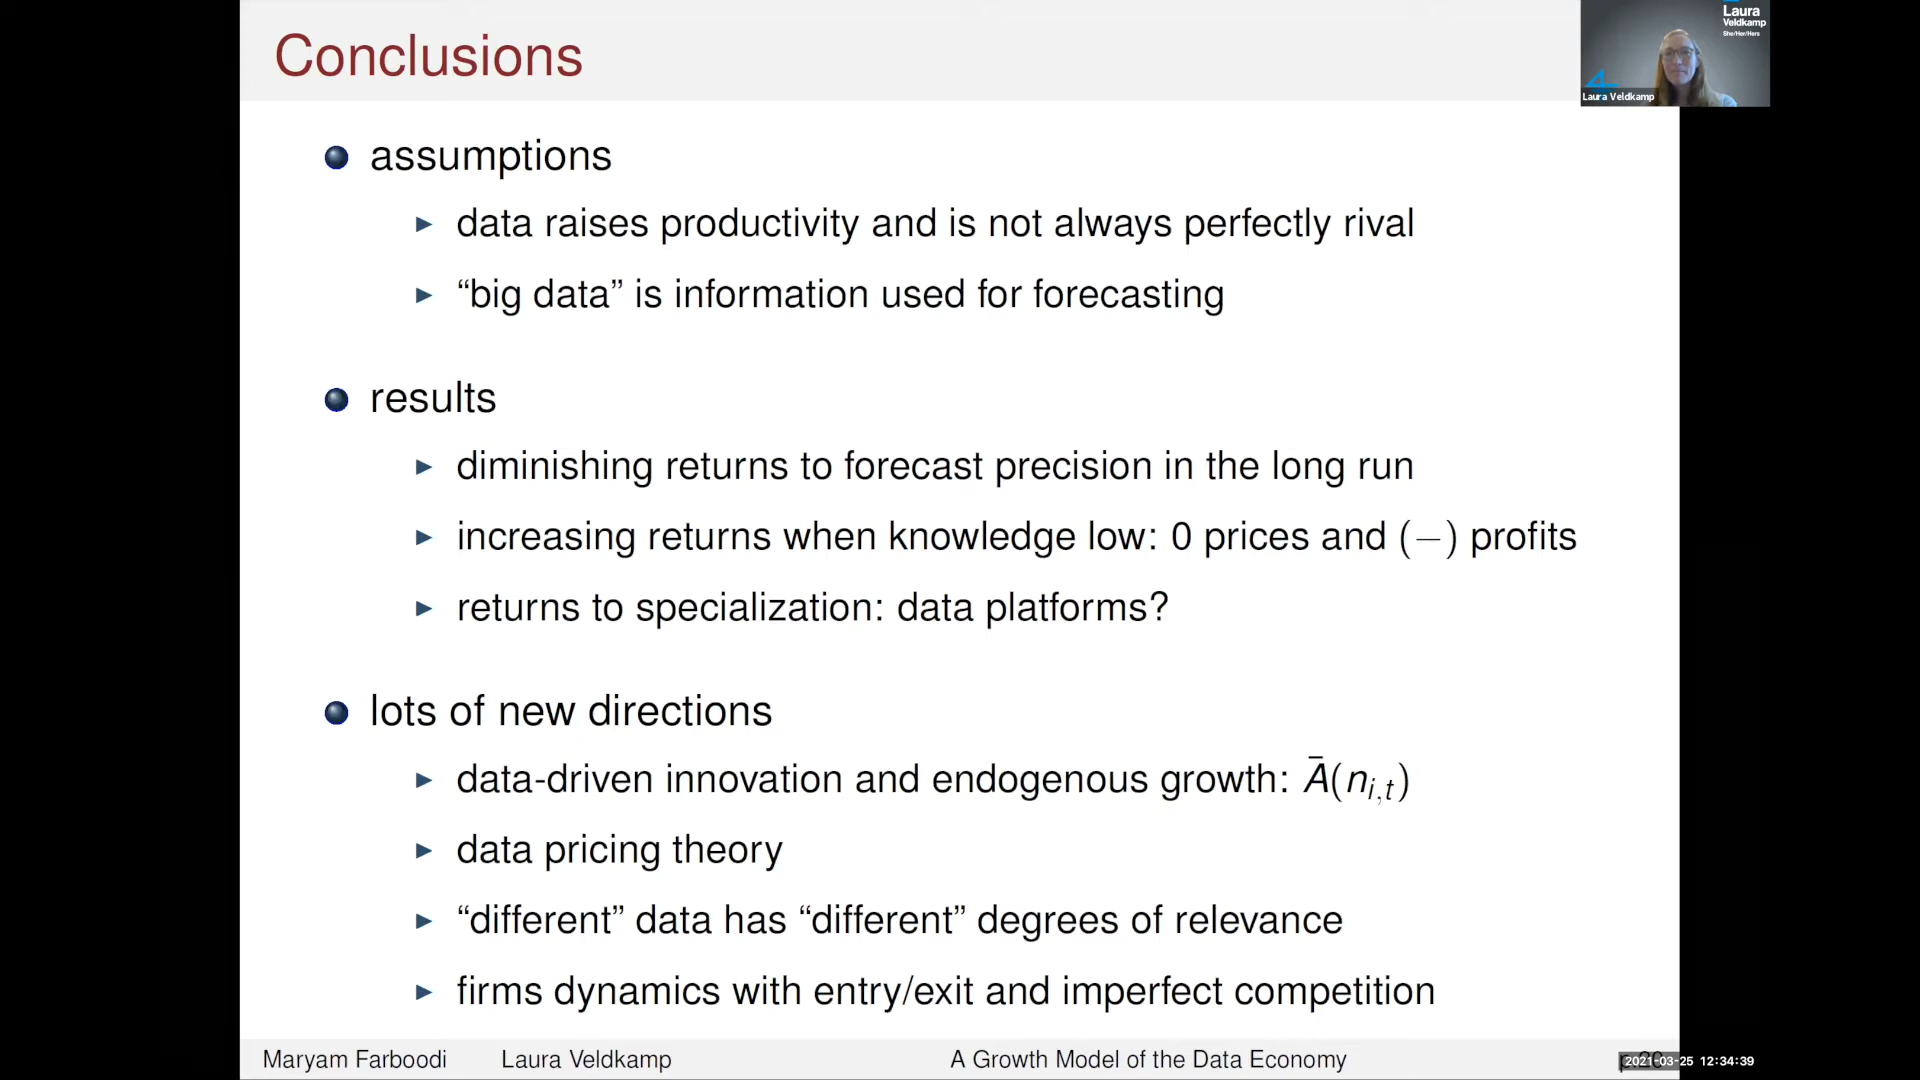 Conclusions
Laura
Veldkamp
She/Her/Hers
Laura Veldkamp
assumptions
data raises productivity and is not always perfectly rival
“big data” is information used for forecasting
results
diminishing returns to forecast precision in the long run
increasing returns when knowledge low: 0 prices and (−) profits
returns to specialization: data platforms?
lots of new directions
data-driven innovation and endogenous growth: Ā(n_{i,t})
data pricing theory
“different” data has “different” degrees of relevance
firms dynamics with entry/exit and imperfect competition
Maryam Farboodi Laura Veldkamp A Growth Model of the Data Economy
2021-03-25 12:34:39